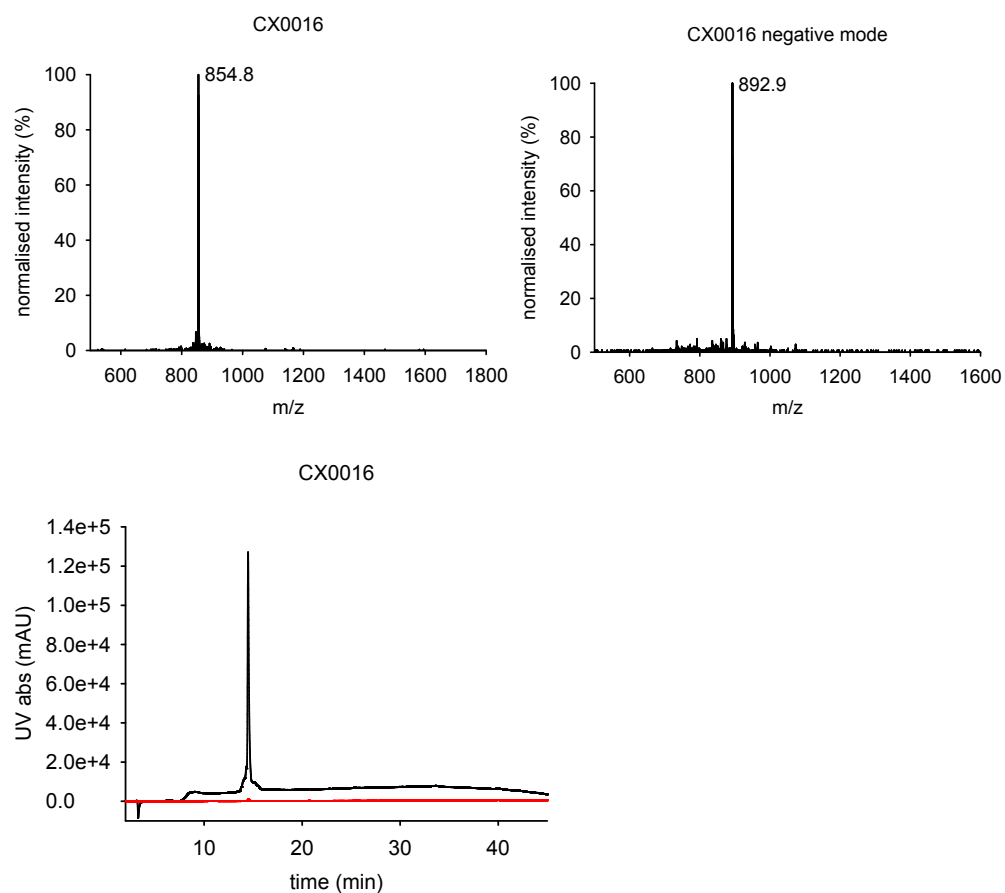 CX0016
CX0016 negative mode
normalised intensity (%)
100
80
60
40
20
0
854.8
600 800 1000 1200 1400 1600 1800
m/z
normalised intensity (%)
100
80
60
40
20
0
892.9
600 800 1000 1200 1400 1600
m/z
CX0016
UV abs (mAU)
1.4e+5
1.2e+5
1.0e+5
8.0e+4
6.0e+4
4.0e+4
2.0e+4
0.0
10 20 30 40
time (min)